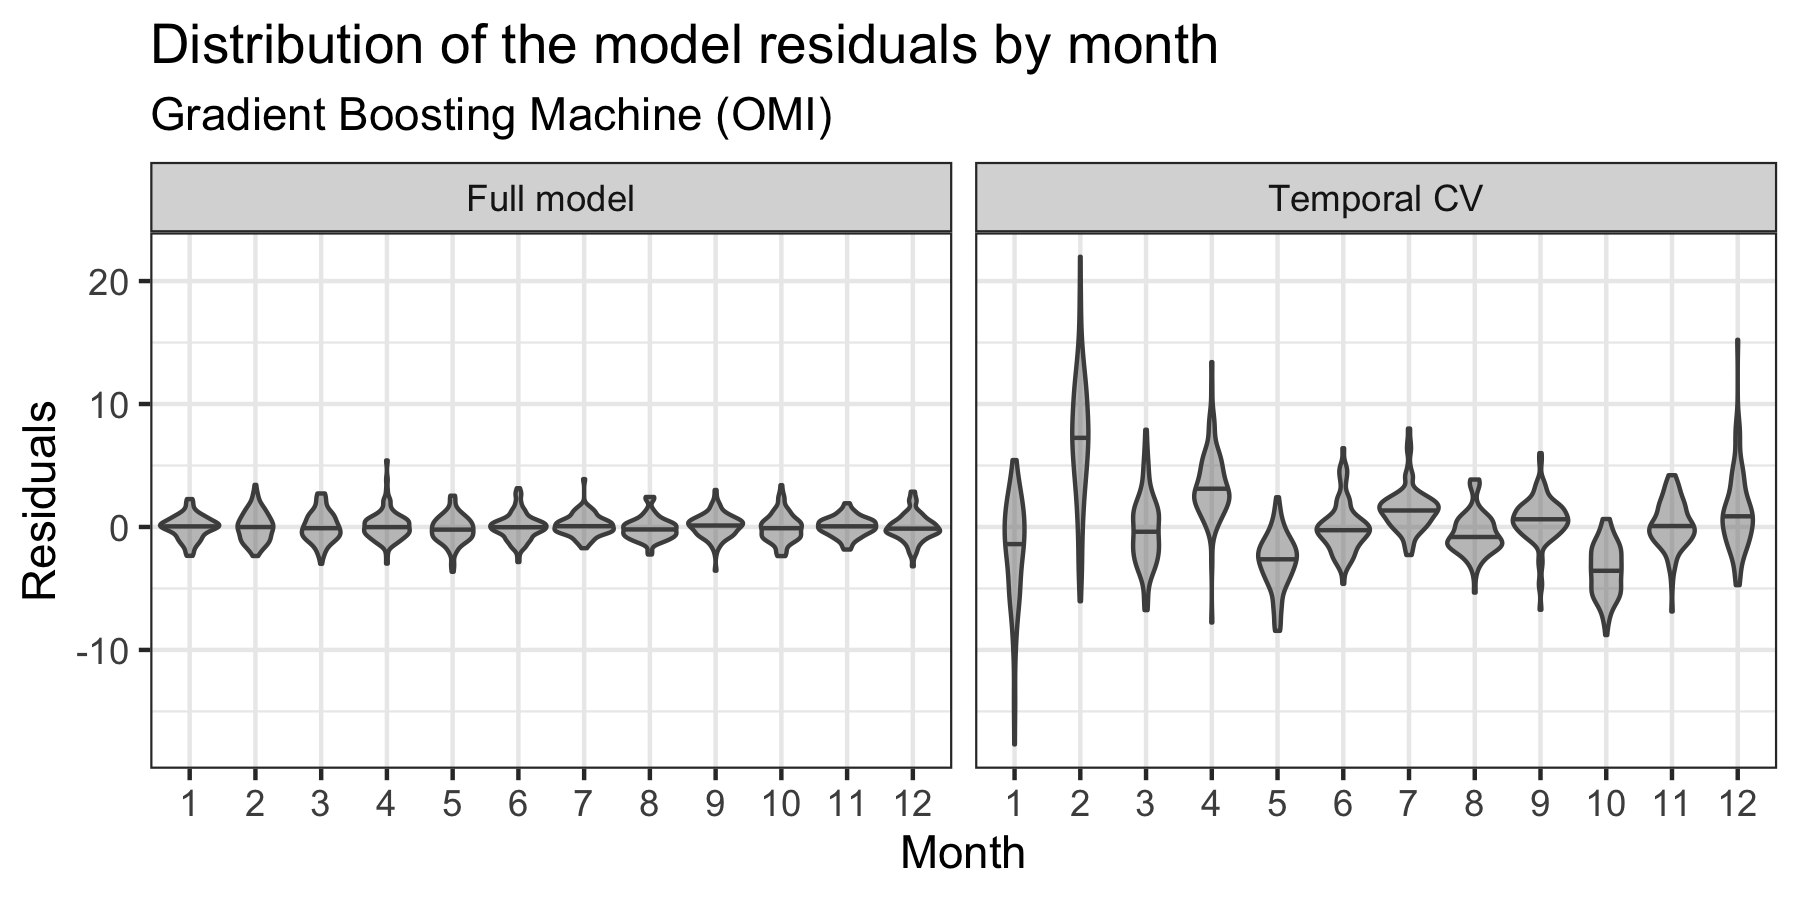 Distribution of the model residuals by month
Gradient Boosting Machine (OMI)
Full model Temporal CV
20
10
0
-10
Residuals
1 2 3 4 5 6 7 8 9 10 11 12 1 2 3 4 5 6 7 8 9 10 11 12
Month